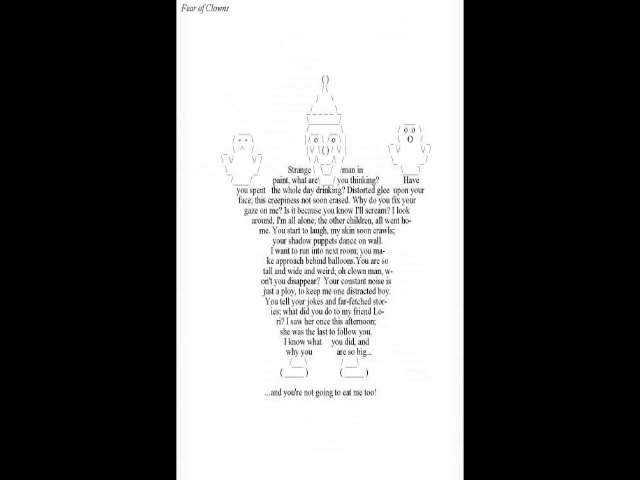 Fear of Clowns
Strange man in
paint, what are you thinking? Have
you spent the whole day drinking? Distorted glee upon your
face; this creepiness not soon erased. Why do you fix your
gaze on me? Is it because you know I'll scream? I look
around, I'm all alone; the other children, all went ho-
me. You start to laugh, my skin soon crawls;
your shadow puppets dance on wall.
I want to run into next room; you ma-
ke approach behind balloons. You are so
tall and wide and weird; oh clown man, w-
on't you disappear? Your constant noise is
just a ploy, to keep me one distracted boy.
You tell your jokes and far-fetched stor-
ies; what did you do to my friend Lo-
ri? I saw her once this afternoon;
she was the last to follow you.
I know what you did, and
why you are so big...
...and you're not going to eat me too!